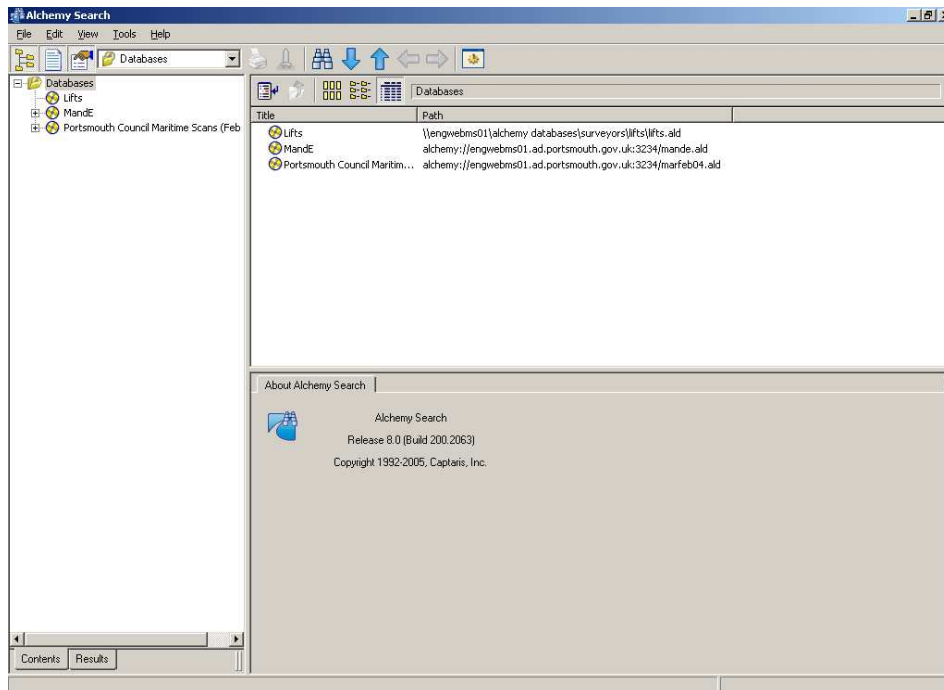 Alchemy Search
File Edit View Tools Help
Databases
Databases
Lifts
MandE
Portsmouth Council Maritime Scans (Feb
Databases
Title Path
Lifts \\engwebms01\alchemy databases\surveyors\lifts\lifts.ald
MandE alchemy://engwebms01.ad.portsmouth.gov.uk:3234/mande.ald
Portsmouth Council Maritim... alchemy://engwebms01.ad.portsmouth.gov.uk:3234/marfeb04.ald
About Alchemy Search
Alchemy Search
Release 8.0 (Build 200.2063)
Copyright 1992-2005, Captaris, Inc.
Contents Results